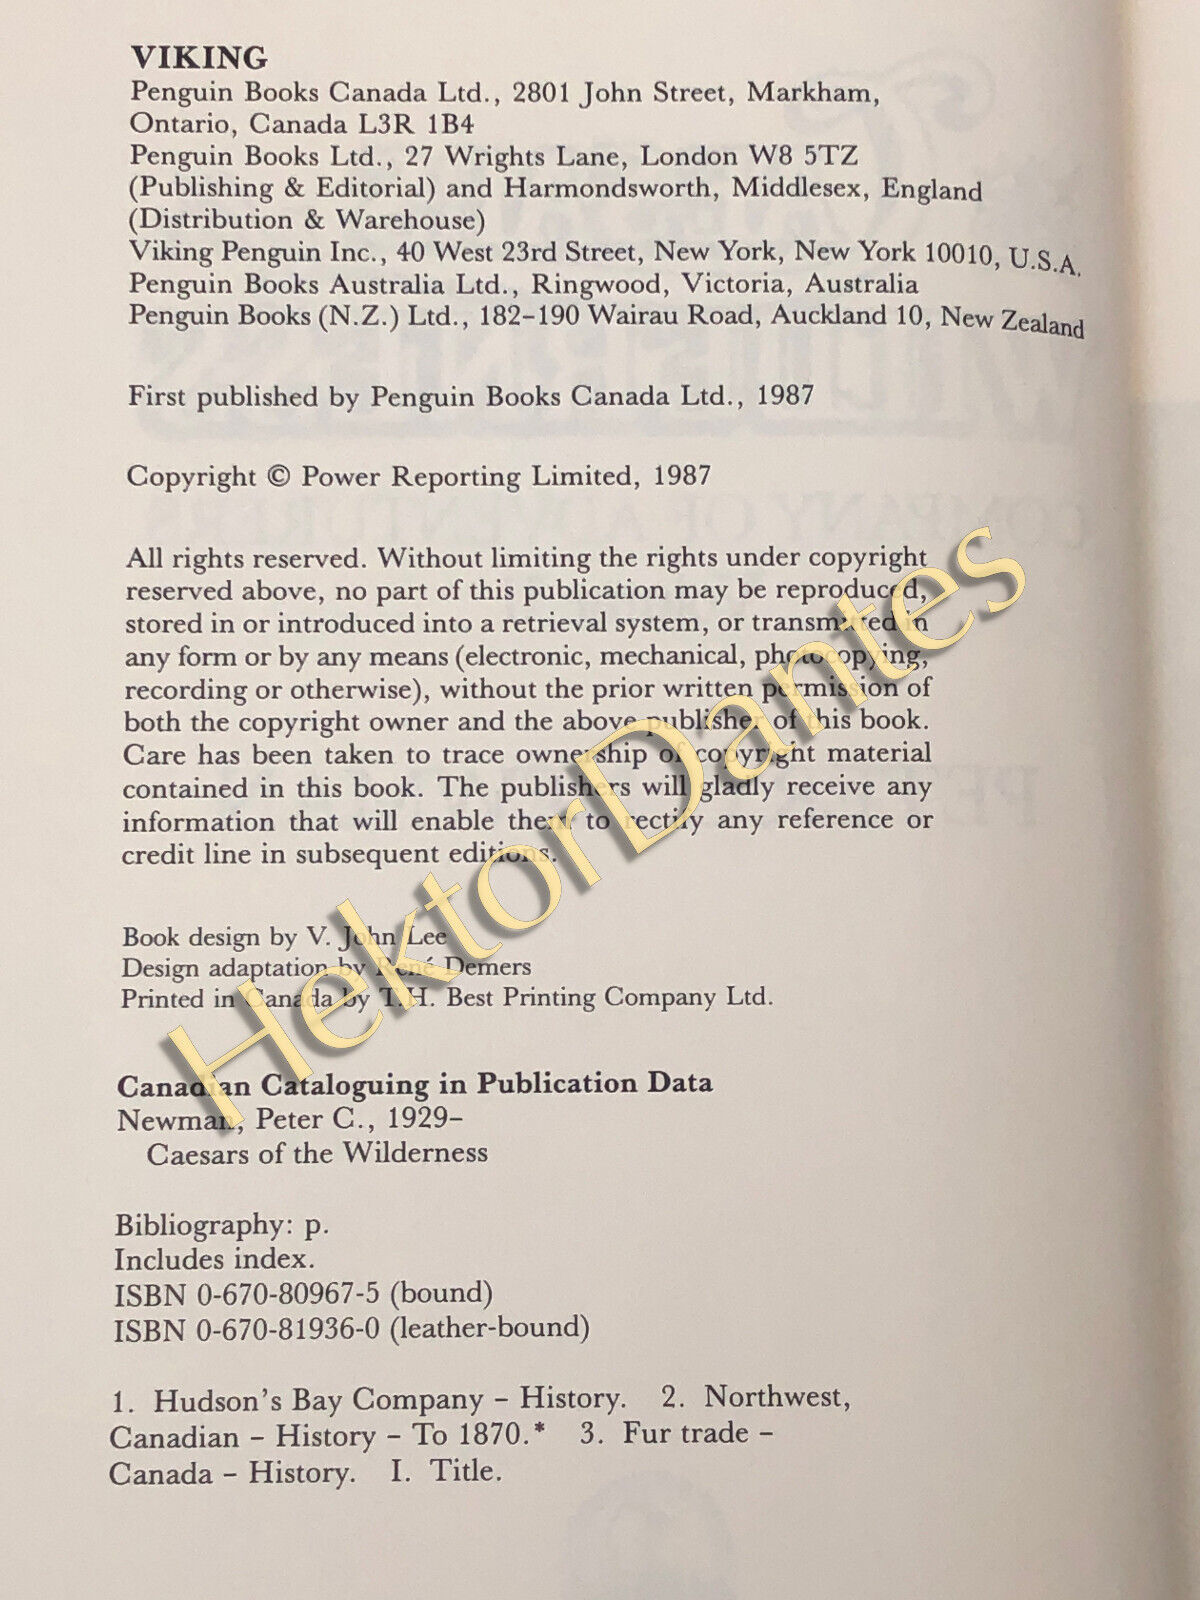 VIKING
Penguin Books Canada Ltd., 2801 John Street, Markham,
Ontario, Canada L3R 1B4
Penguin Books Ltd., 27 Wrights Lane, London W8 5TZ
(Publishing & Editorial) and Harmondsworth, Middlesex, England
(Distribution & Warehouse)
Viking Penguin Inc., 40 West 23rd Street, New York, New York 10010, U.S.A.
Penguin Books Australia Ltd., Ringwood, Victoria, Australia
Penguin Books (N.Z.) Ltd., 182–190 Wairau Road, Auckland 10, New Zealand
First published by Penguin Books Canada Ltd., 1987
Copyright © Power Reporting Limited, 1987
All rights reserved. Without limiting the rights under copyright
reserved above, no part of this publication may be reproduced,
stored in or introduced into a retrieval system, or transmitted in
any form or by any means (electronic, mechanical, photocopying,
recording or otherwise), without the prior written permission of
both the copyright owner and the above publisher of this book.
Care has been taken to trace ownership of copyright material
contained in this book. The publishers will gladly receive any
information that will enable them to rectify any reference or
credit line in subsequent editions.
Book design by V. John Lee
Design adaptation by René Demers
Printed in Canada by T.H. Best Printing Company Ltd.
Canadian Cataloguing in Publication Data
Newman, Peter C., 1929–
Caesars of the Wilderness
Bibliography: p.
Includes index.
ISBN 0-670-80967-5 (bound)
ISBN 0-670-81936-0 (leather-bound)
1. Hudson's Bay Company – History. 2. Northwest,
Canadian – History – To 1870.* 3. Fur trade –
Canada – History. I. Title.
HektorDantes